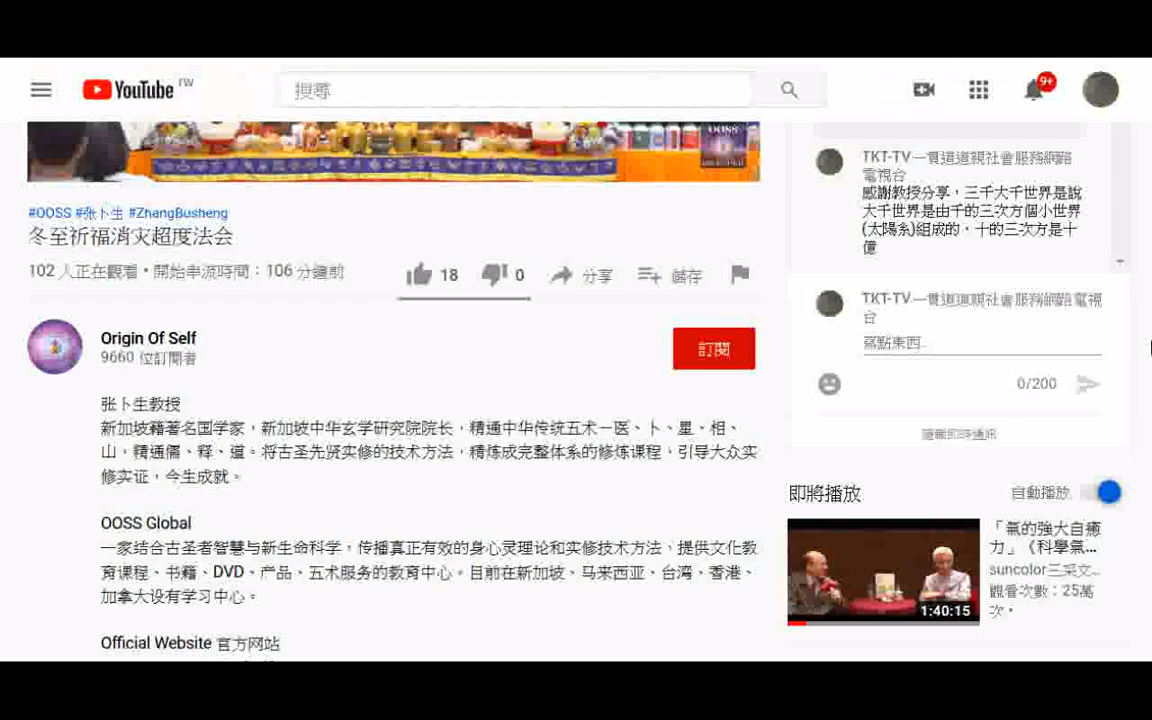 YouTube RW
搜尋
9+
OOSS
#OOSS #张卜生 #ZhangBusheng
冬至祈福消灾超度法会
102 人正在觀看 • 開始串流時間：106 分鐘前
18
0
分享
儲存
Origin Of Self
9660 位訂閱者
訂閱
张卜生教授
新加坡籍著名国学家，新加坡中华玄学研究院院长，精通中华传统五术－医、卜、星、相、
山，精通儒、释、道。将古圣先贤实修的技术方法，精炼成完整体系的修炼课程，引导大众实
修实证，今生成就。
OOSS Global
一家结合古圣者智慧与新生命科学，传播真正有效的身心灵理论和实修技术方法，提供文化教
育课程、书籍、DVD、产品、五术服务的教育中心。目前在新加坡、马来西亚、台湾、香港、
加拿大设有学习中心。
Official Website 官方网站
TKT-TV一貫道道親社會服務網路
電視台
感謝教授分享，三千大千世界是說
大千世界是由千的三次方個小世界
(太陽系)組成的，十的三次方是十
億
TKT-TV一貫道道親社會服務網路電視
台
寫點東西…
0/200
隱藏即時通訊
即將播放
自動播放
「氣的強大自癒
力」《科學氣...
suncolor三采文...
觀看次數：25萬
次 •
1:40:15